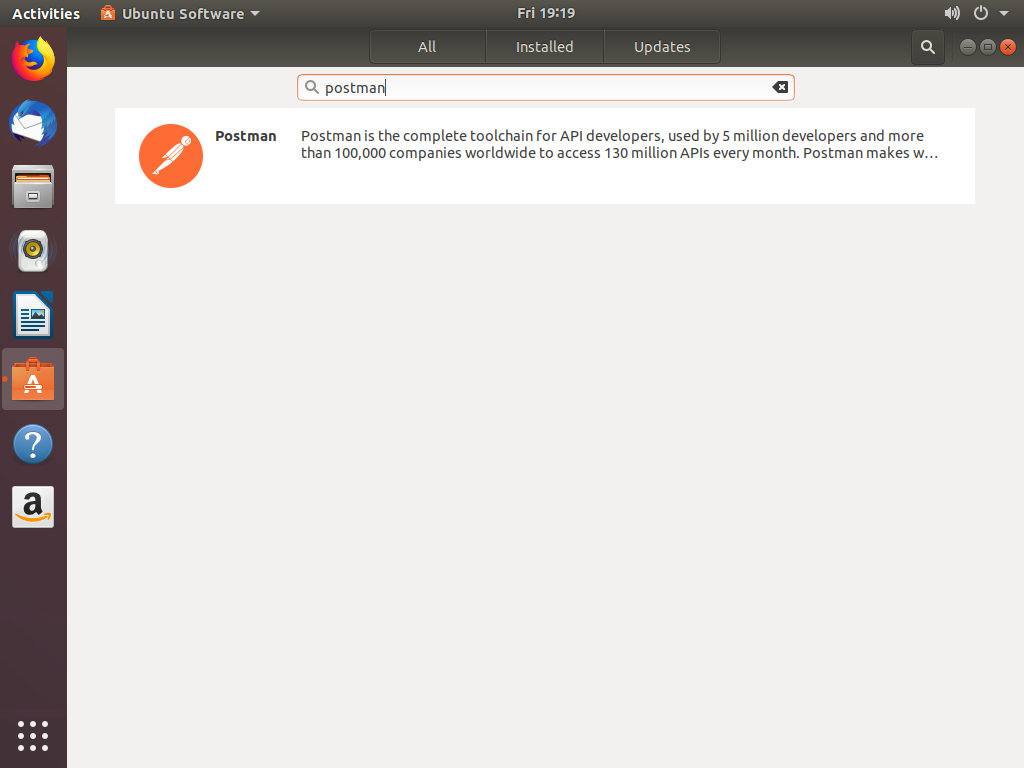 Activities
Ubuntu Software
Fri 19:19
All
Installed
Updates
postman
Postman
Postman is the complete toolchain for API developers, used by 5 million developers and more
than 100,000 companies worldwide to access 130 million APIs every month. Postman makes w…